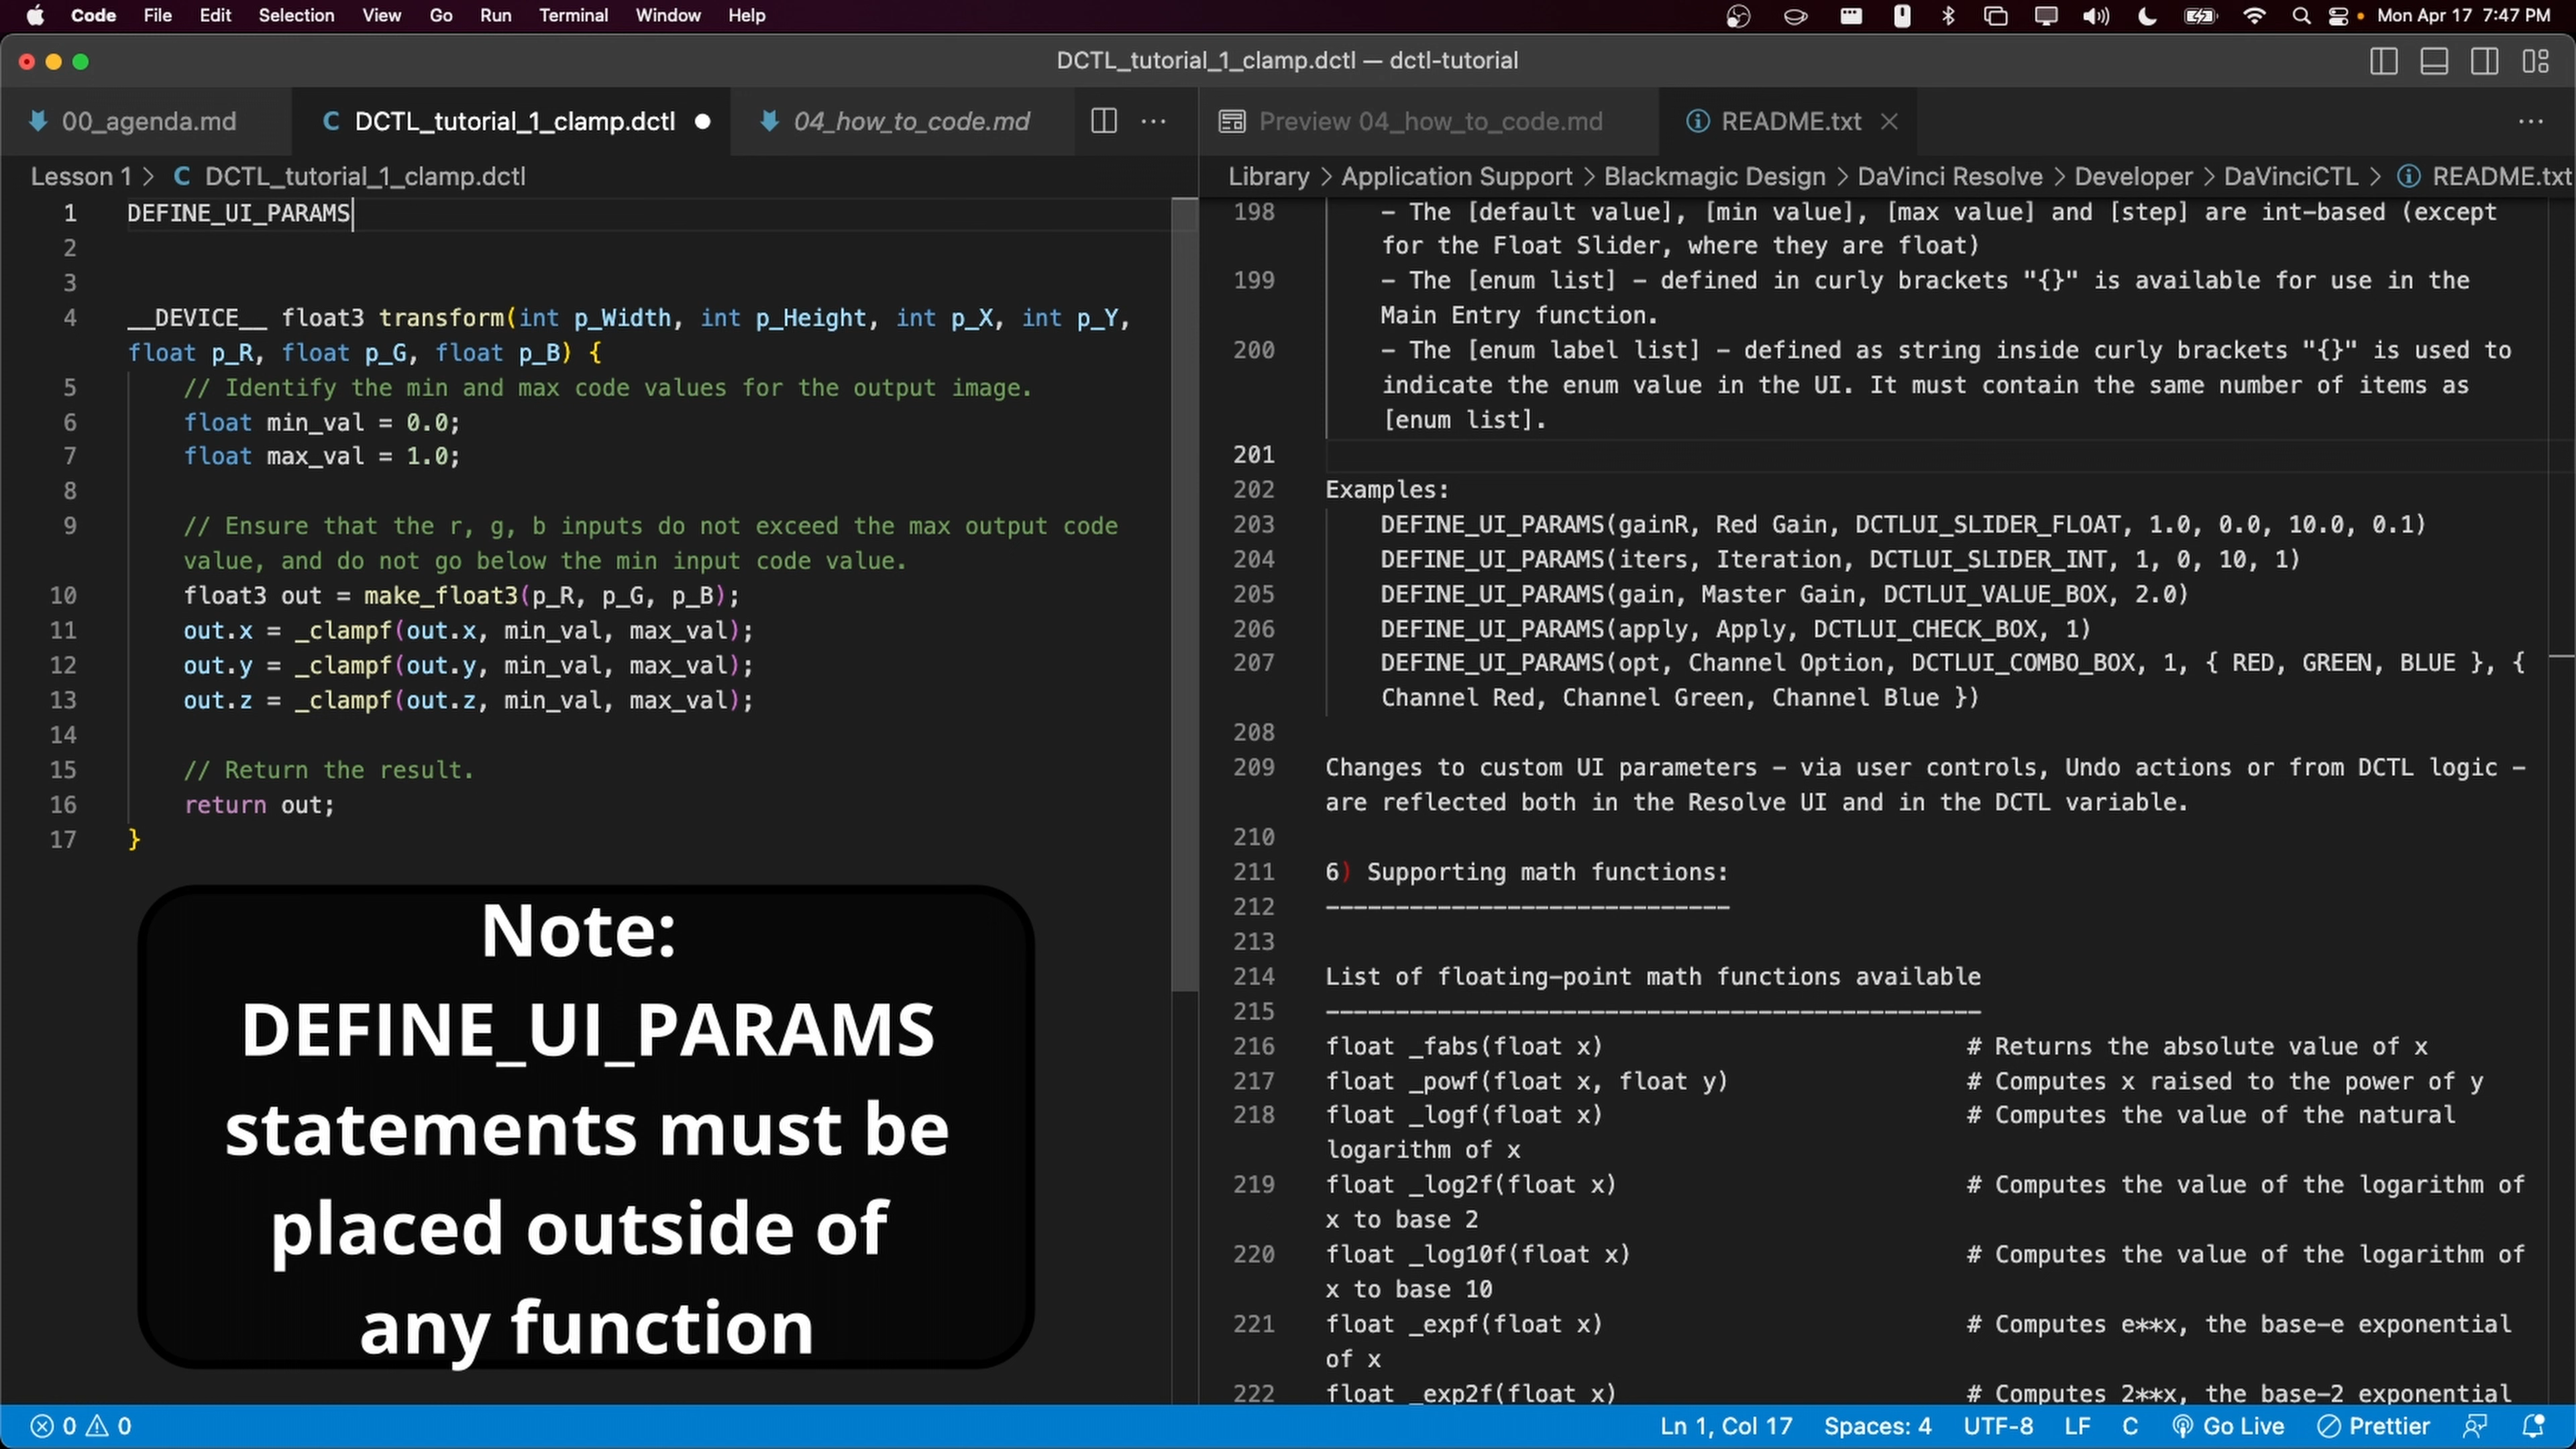 Code File Edit Selection View Go Run Terminal Window Help Mon Apr 17 7:47 PM
DCTL_tutorial_1_clamp.dctl — dctl-tutorial
00_agenda.md C DCTL_tutorial_1_clamp.dctl 04_how_to_code.md ...
Lesson 1 > C DCTL_tutorial_1_clamp.dctl
1 DEFINE_UI_PARAMS
2
3
4 __DEVICE__ float3 transform(int p_Width, int p_Height, int p_X, int p_Y,
float p_R, float p_G, float p_B) {
5 // Identify the min and max code values for the output image.
6 float min_val = 0.0;
7 float max_val = 1.0;
8
9 // Ensure that the r, g, b inputs do not exceed the max output code
value, and do not go below the min input code value.
10 float3 out = make_float3(p_R, p_G, p_B);
11 out.x = _clampf(out.x, min_val, max_val);
12 out.y = _clampf(out.y, min_val, max_val);
13 out.z = _clampf(out.z, min_val, max_val);
14
15 // Return the result.
16 return out;
17 }
Note:
DEFINE_UI_PARAMS
statements must be
placed outside of
any function
Preview 04_how_to_code.md README.txt ...
Library > Application Support > Blackmagic Design > DaVinci Resolve > Developer > DaVinciCTL > README.txt
198 – The [default value], [min value], [max value] and [step] are int-based (except
for the Float Slider, where they are float)
199 – The [enum list] – defined in curly brackets "{}" is available for use in the
Main Entry function.
200 – The [enum label list] – defined as string inside curly brackets "{}" is used to
indicate the enum value in the UI. It must contain the same number of items as
[enum list].
201
202 Examples:
203 DEFINE_UI_PARAMS(gainR, Red Gain, DCTLUI_SLIDER_FLOAT, 1.0, 0.0, 10.0, 0.1)
204 DEFINE_UI_PARAMS(iters, Iteration, DCTLUI_SLIDER_INT, 1, 0, 10, 1)
205 DEFINE_UI_PARAMS(gain, Master Gain, DCTLUI_VALUE_BOX, 2.0)
206 DEFINE_UI_PARAMS(apply, Apply, DCTLUI_CHECK_BOX, 1)
207 DEFINE_UI_PARAMS(opt, Channel Option, DCTLUI_COMBO_BOX, 1, { RED, GREEN, BLUE }, {
Channel Red, Channel Green, Channel Blue })
208
209 Changes to custom UI parameters – via user controls, Undo actions or from DCTL logic –
are reflected both in the Resolve UI and in the DCTL variable.
210
211 6) Supporting math functions:
212 -----------------------------
213
214 List of floating-point math functions available
215 -----------------------------------------------
216 float _fabs(float x) # Returns the absolute value of x
217 float _powf(float x, float y) # Computes x raised to the power of y
218 float _logf(float x) # Computes the value of the natural
logarithm of x
219 float _log2f(float x) # Computes the value of the logarithm of
x to base 2
220 float _log10f(float x) # Computes the value of the logarithm of
x to base 10
221 float _expf(float x) # Computes e**x, the base-e exponential
of x
222 float _exp2f(float x) # Computes 2**x, the base-2 exponential
0 0 Ln 1, Col 17 Spaces: 4 UTF-8 LF C Go Live Prettier